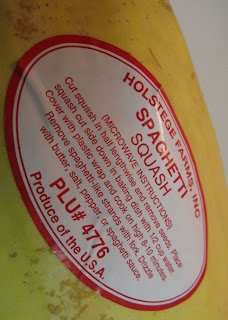 HOLSTEGE FARMS, INC
SPAGHETTI
SQUASH
(MICROWAVE INSTRUCTIONS)
Cut squash in half lengthwise and remove seeds. Place
squash cut side down in baking dish with 1/2 cup water.
Cover with plastic wrap and cook on high 8-10 minutes.
Remove spaghetti-like strands with fork. Drizzle
with butter, salt, pepper, or spaghetti sauce.
PLU# 4776
Produce of the U.S.A.